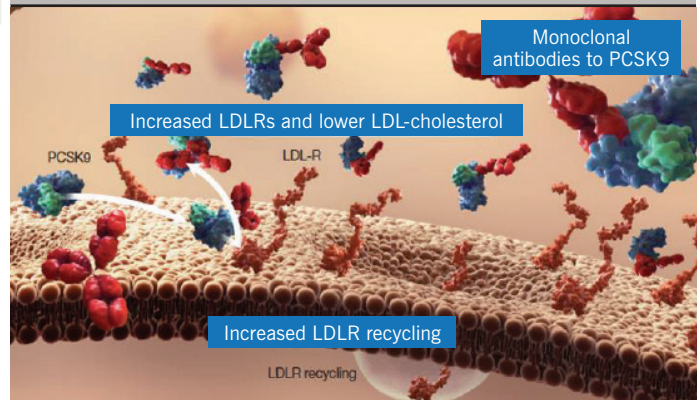 Monoclonal
antibodies to PCSK9
Increased LDLRs and lower LDL-cholesterol
PCSK9
LDL-R
Increased LDLR recycling
LDLR recycling